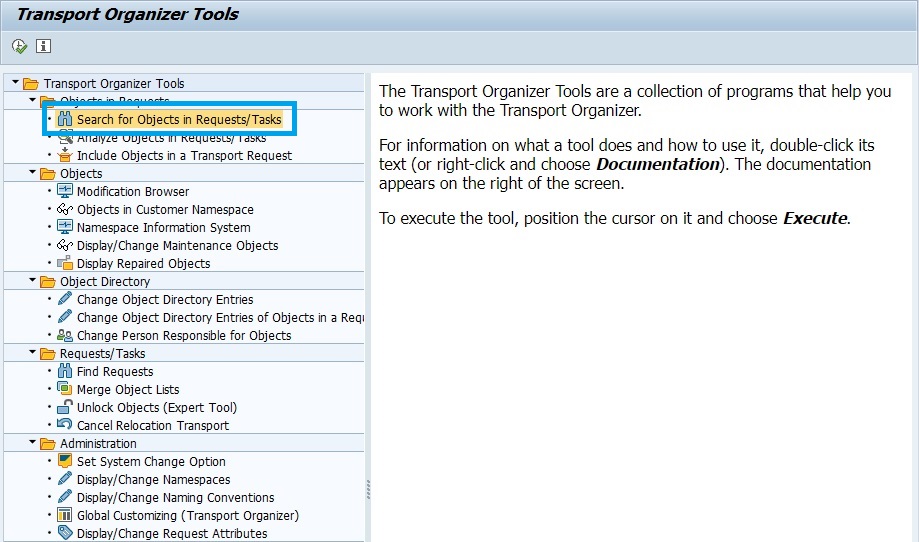 Transport Organizer Tools
Transport Organizer Tools
Objects in Requests
Search for Objects in Requests/Tasks
Analyze Objects in Requests/Tasks
Include Objects in a Transport Request
Objects
Modification Browser
Objects in Customer Namespace
Namespace Information System
Display/Change Maintenance Objects
Display Repaired Objects
Object Directory
Change Object Directory Entries
Change Object Directory Entries of Objects in a Requ
Change Person Responsible for Objects
Requests/Tasks
Find Requests
Merge Object Lists
Unlock Objects (Expert Tool)
Cancel Relocation Transport
Administration
Set System Change Option
Display/Change Namespaces
Display/Change Naming Conventions
Global Customizing (Transport Organizer)
Display/Change Request Attributes
The Transport Organizer Tools are a collection of programs that help you
to work with the Transport Organizer.
For information on what a tool does and how to use it, double-click its
text (or right-click and choose Documentation). The documentation
appears on the right of the screen.
To execute the tool, position the cursor on it and choose Execute.